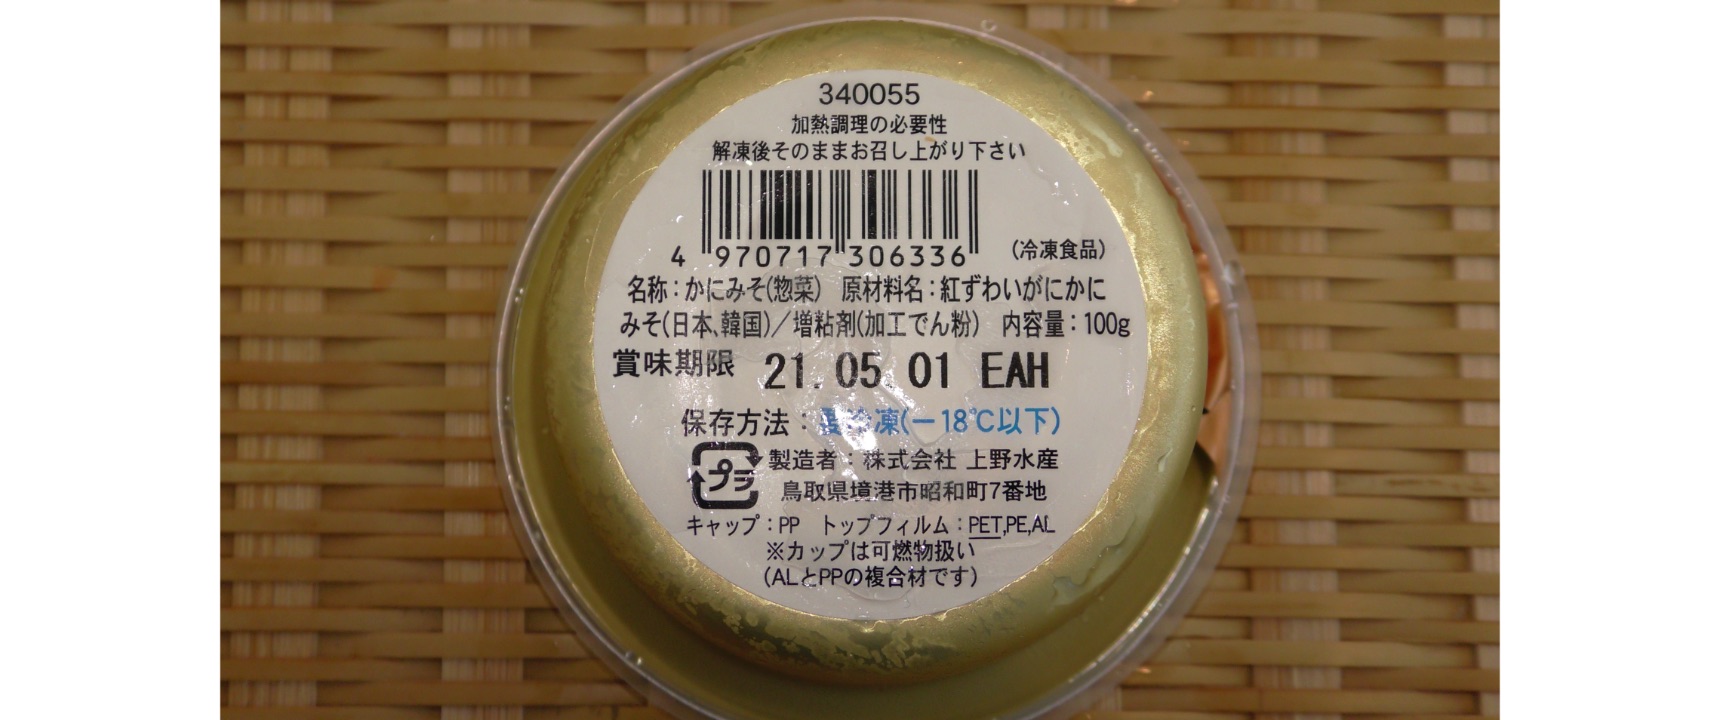 340055
加熱調理の必要性
解凍後そのままお召し上がり下さい
4 970717 306336 (冷凍食品)
名称:かにみそ(惣菜) 原材料名:紅ずわいがにかに
みそ(日本、韓国)/増粘剤(加工でん粉) 内容量:100g
賞味期限 21.05.01 EAH
保存方法:要冷凍(-18℃以下)
プラ 製造者:株式会社 上野水産
鳥取県境港市昭和町7番地
キャップ:PP トップフィルム:PET,PE,AL
※カップは可燃物扱い
(ALとPPの複合材です)